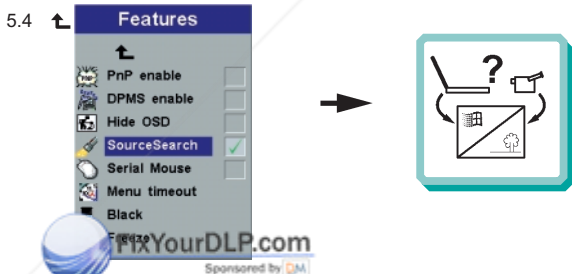 5.4
Features
PnP enable
DPMS enable
Hide OSD
SourceSearch
Serial Mouse
Menu timeout
Black
FixYourDLP.com
Sponsored by DM
?